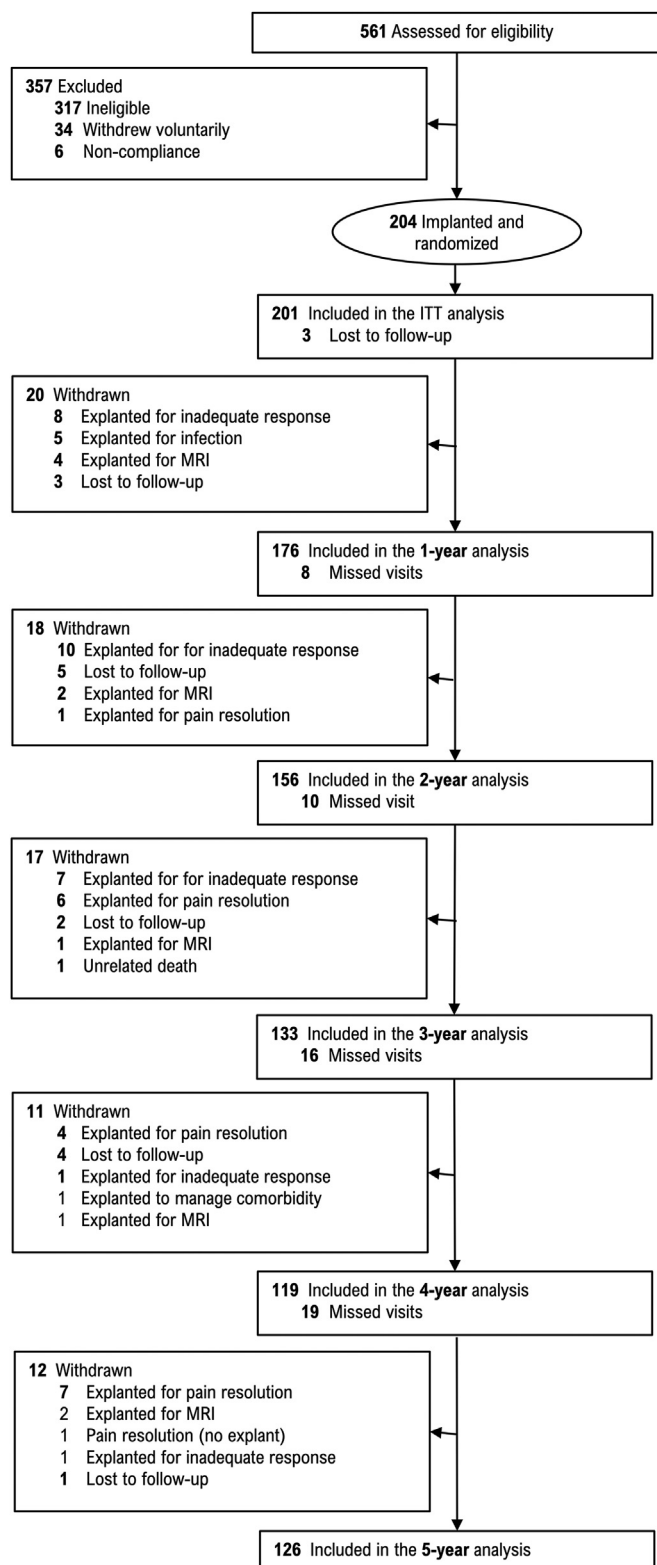 561 Assessed for eligibility
357 Excluded
317 Ineligible
34 Withdrew voluntarily
6 Non-compliance
204 Implanted and
randomized
201 Included in the ITT analysis
3 Lost to follow-up
20 Withdrawn
8 Explanted for inadequate response
5 Explanted for infection
4 Explanted for MRI
3 Lost to follow-up
176 Included in the 1-year analysis
8 Missed visits
18 Withdrawn
10 Explanted for for inadequate response
5 Lost to follow-up
2 Explanted for MRI
1 Explanted for pain resolution
156 Included in the 2-year analysis
10 Missed visit
17 Withdrawn
7 Explanted for for inadequate response
6 Explanted for pain resolution
2 Lost to follow-up
1 Explanted for MRI
1 Unrelated death
133 Included in the 3-year analysis
16 Missed visits
11 Withdrawn
4 Explanted for pain resolution
4 Lost to follow-up
1 Explanted for inadequate response
1 Explanted to manage comorbidity
1 Explanted for MRI
119 Included in the 4-year analysis
19 Missed visits
12 Withdrawn
7 Explanted for pain resolution
2 Explanted for MRI
1 Pain resolution (no explant)
1 Explanted for inadequate response
1 Lost to follow-up
126 Included in the 5-year analysis